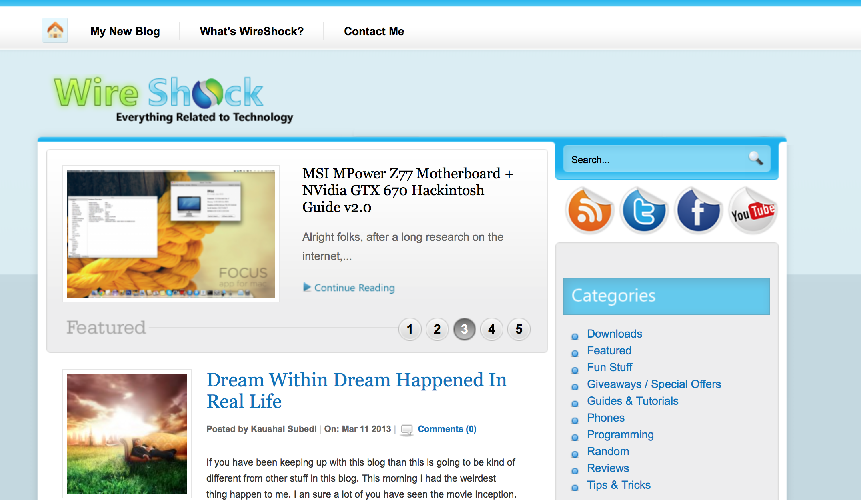 My New Blog
What's WireShock?
Contact Me
Wire Shock
Everything Related to Technology
MSI MPower Z77 Motherboard +
NVidia GTX 670 Hackintosh
Guide v2.0
Alright folks, after a long research on the
internet,...
Continue Reading
FOCUS
app for mac
Featured
1 2 3 4 5
Search...
You Tube
Categories
Downloads
Featured
Fun Stuff
Giveaways / Special Offers
Guides & Tutorials
Phones
Programming
Random
Reviews
Tips & Tricks
Dream Within Dream Happened In
Real Life
Posted by Kaushal Subedi | On: Mar 11 2013 | Comments (0)
If you have been keeping up with this blog than this is going to be kind of
different from other stuff in this blog. This morning I had the weirdest
thing happen to me. I am sure a lot of you have seen the movie Inception.